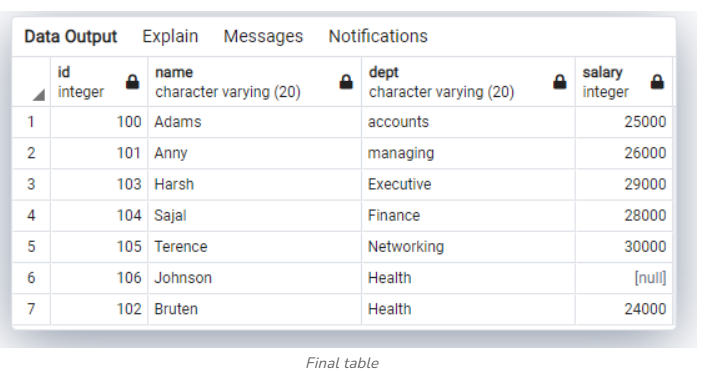 Data Output Explain Messages Notifications
id name dept salary
integer character varying (20) character varying (20) integer
1 100 Adams accounts 25000
2 101 Anny managing 26000
3 103 Harsh Executive 29000
4 104 Sajal Finance 28000
5 105 Terence Networking 30000
6 106 Johnson Health [null]
7 102 Bruten Health 24000
Final table